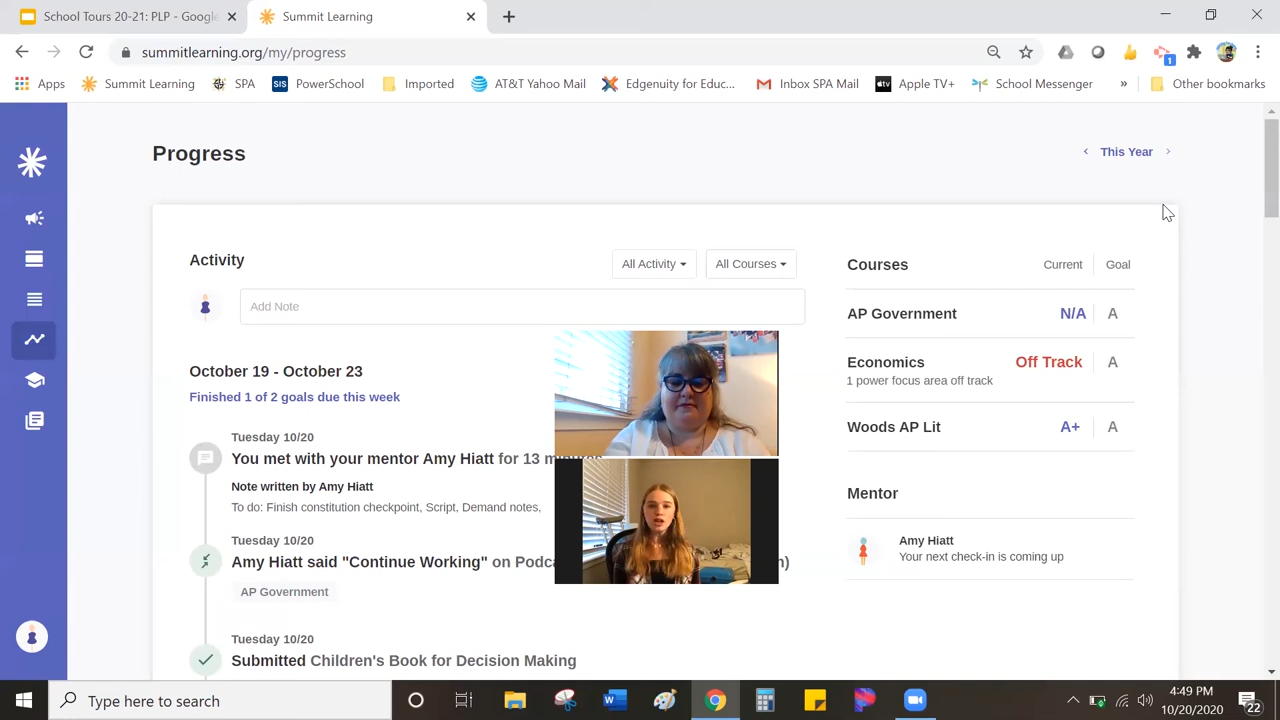 School Tours 20-21: PLP - Google
Summit Learning
summitlearning.org/my/progress
Apps
Summit Learning
SPA
SIS
PowerSchool
Imported
AT&T Yahoo Mail
Edgenuity for Educ...
Inbox SPA Mail
tv
Apple TV+
School Messenger
»
Other bookmarks
1
Progress
This Year
Activity
All Activity
All Courses
Add Note
October 19 - October 23
Finished 1 of 2 goals due this week
Tuesday 10/20
You met with your mentor Amy Hiatt for 13 minutes
Note written by Amy Hiatt
To do: Finish constitution checkpoint, Script, Demand notes,
Tuesday 10/20
Amy Hiatt said "Continue Working" on Podc
AP Government
Tuesday 10/20
Submitted Children's Book for Decision Making
Courses Current Goal
AP Government N/A A
Economics Off Track A
1 power focus area off track
Woods AP Lit A+ A
Mentor
Amy Hiatt
Your next check-in is coming up
Type here to search
4:49 PM
10/20/2020
22